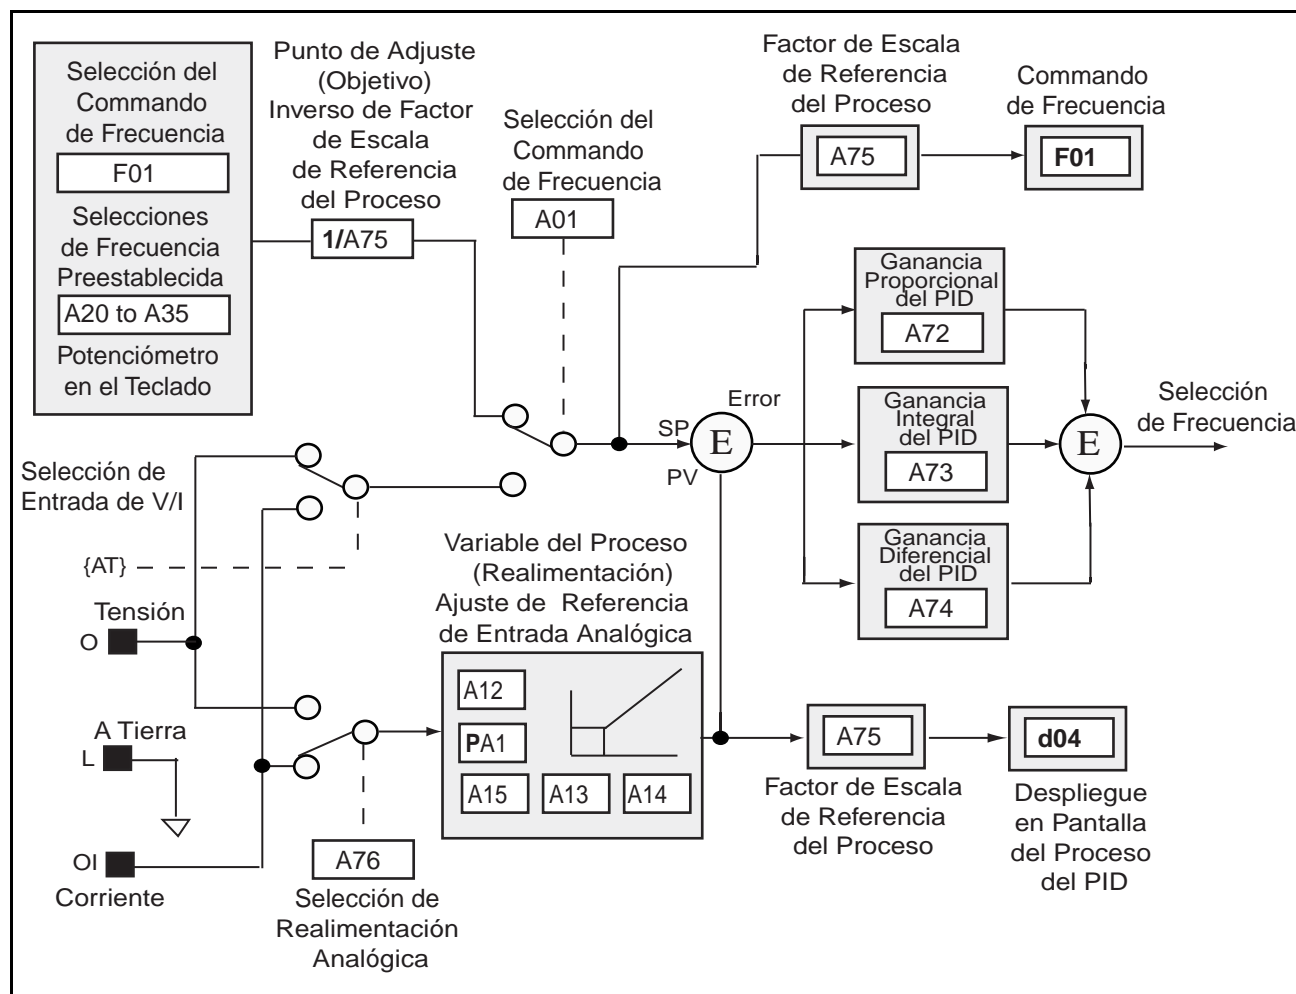 Selección del
Commando
de Frecuencia
F01
Selecciones
de Frecuencia
Preestablecida
A20 to A35
Potenciómetro
en el Teclado
Punto de Adjuste
(Objetivo)
Inverso de Factor
de Escala
de Referencia
del Proceso
1/A75
Selección del
Commando
de Frecuencia
A01
Factor de Escala
de Referencia
del Proceso
A75
Commando
de Frecuencia
F01
Ganancia
Proporcional
del PID
A72
Ganancia
Integral
del PID
A73
Ganancia
Diferencial
del PID
A74
Error
SP
E
PV
E
Selección
de Frecuencia
Selección de
Entrada de V/I
{AT}
Tensión
O
A Tierra
L
OI
Corriente
Variable del Proceso
(Realimentación)
Ajuste de Referencia
de Entrada Analógica
A12
PA1
A15
A13
A14
A76
Selección de
Realimentación
Analógica
A75
Factor de Escala
de Referencia
del Proceso
d04
Despliegue
en Pantalla
del Proceso
del PID